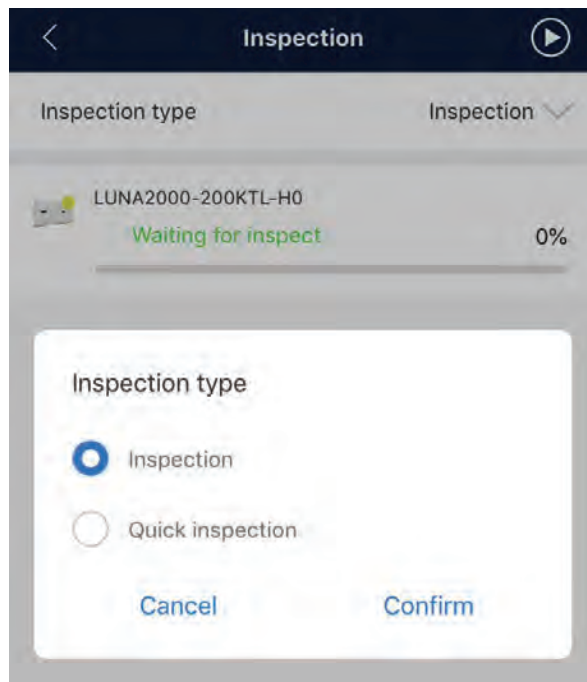 Inspection
Inspection type Inspection
LUNA2000-200KTL-H0
Waiting for inspect 0%
Inspection type
Inspection
Quick inspection
Cancel Confirm